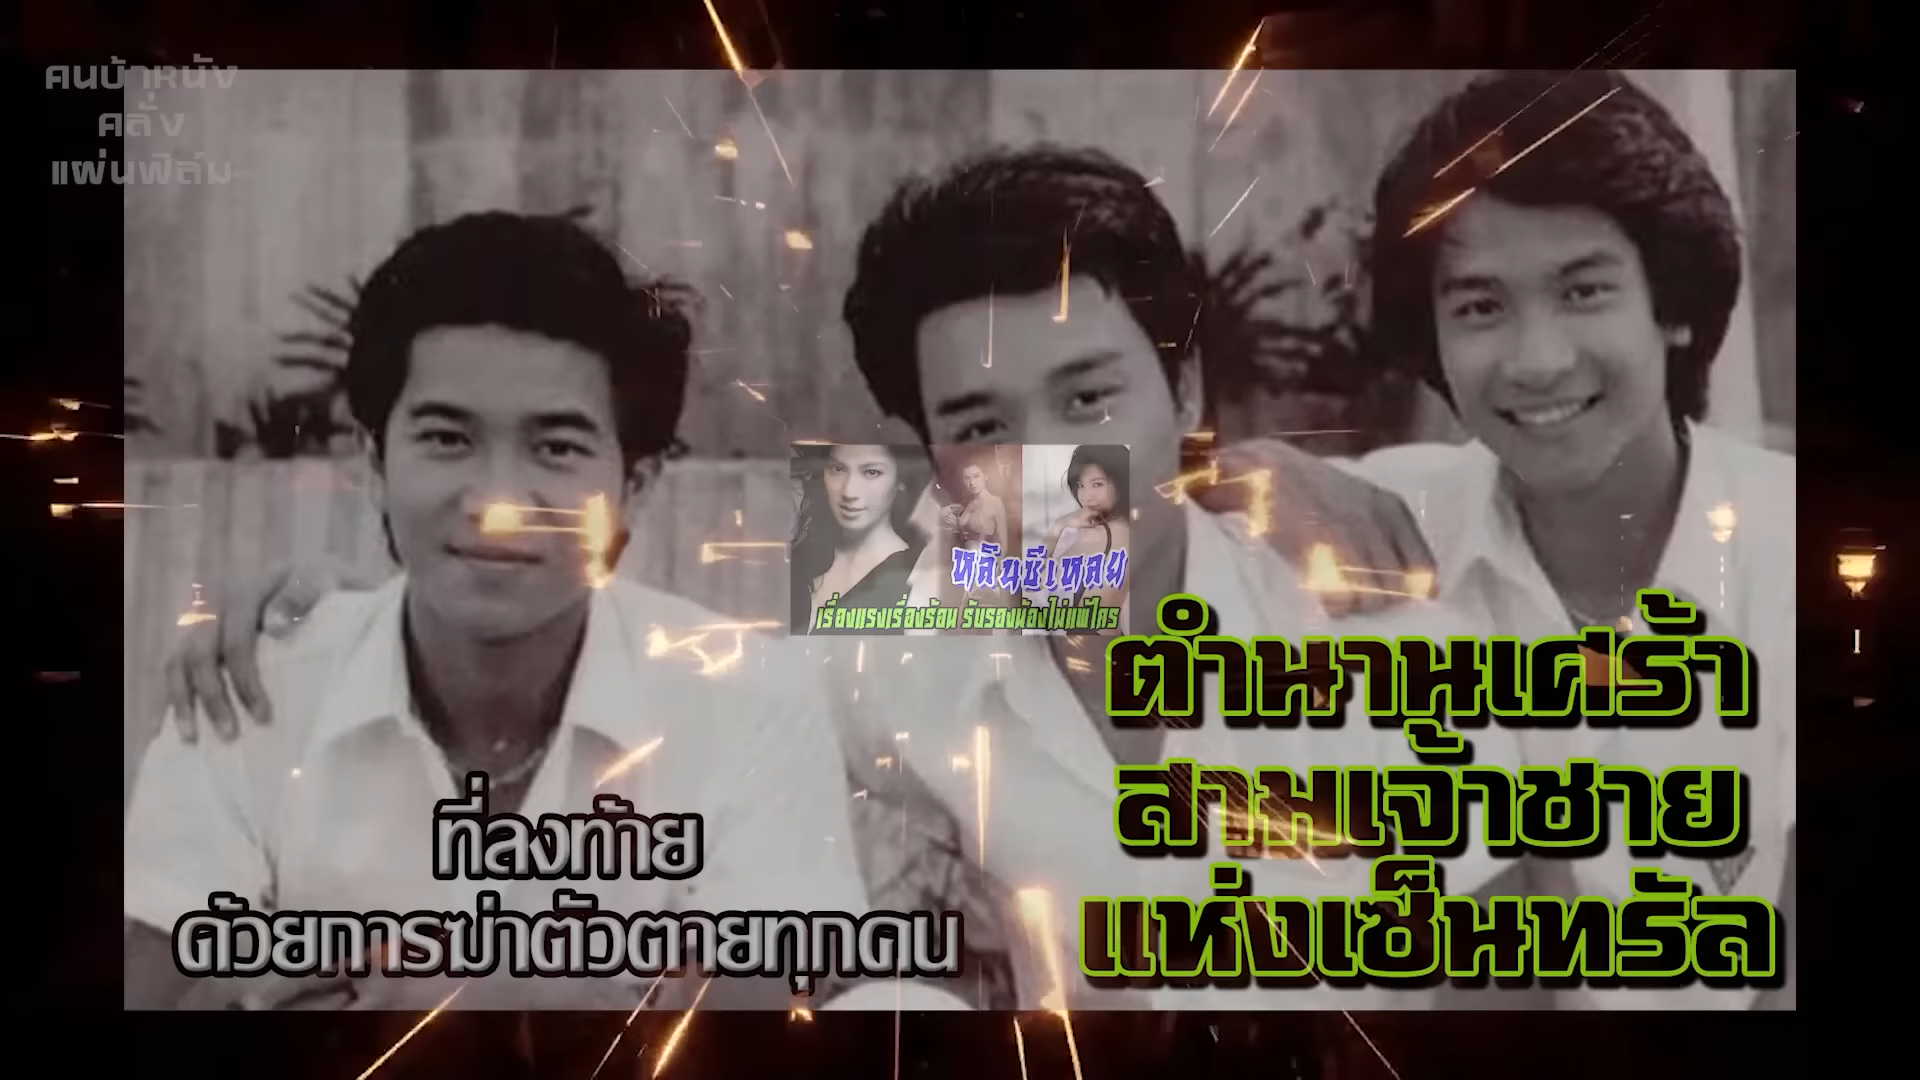 คนบ้าหนัง
คลั่ง
แผ่นฟิล์ม
หลินชีเหลย
เรื่องแรงเรื่องร้อน รับรองน้องไม่แพ้ใคร
ตำนานเศร้า
สามเจ้าชาย
แห่งเซ็นทรัล
ที่ลงท้าย
ด้วยการฆ่าตัวตายทุกคน